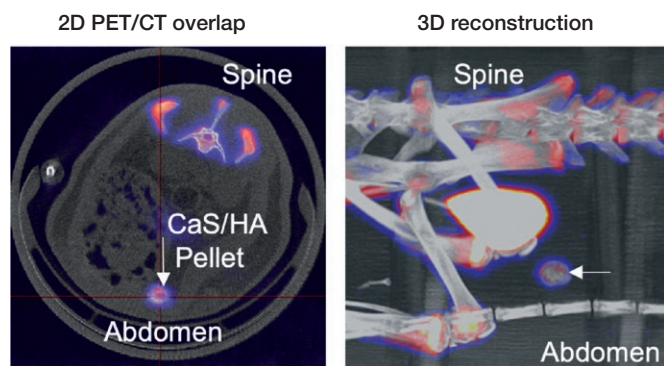 2D PET/CT overlap
3D reconstruction
Spine
CaS/HA
Pellet
Abdomen
Spine
Abdomen